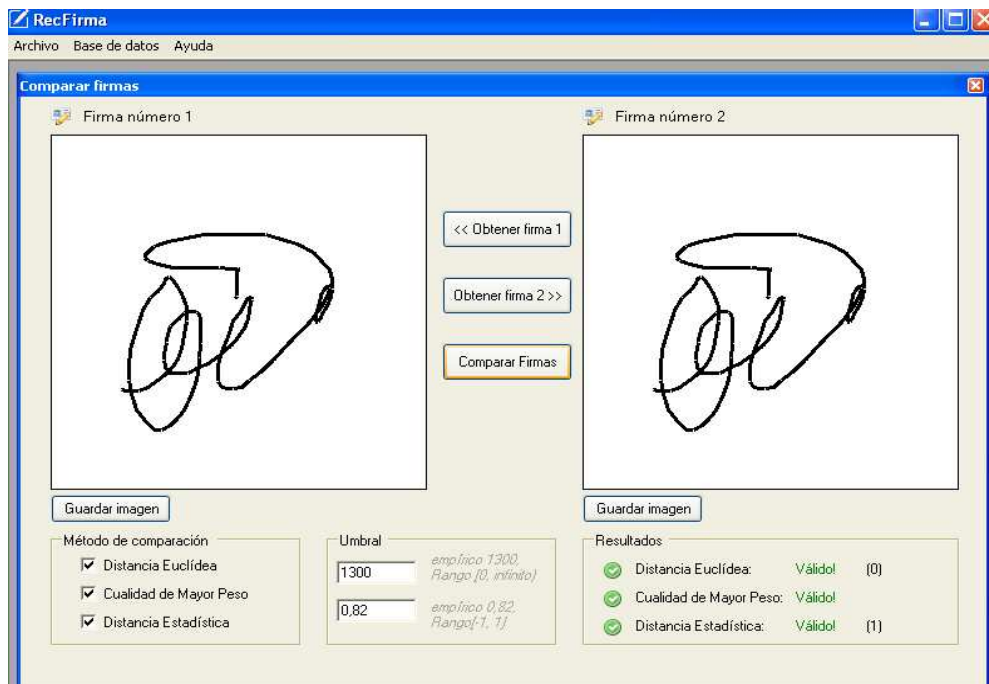 RecFirma
Archivo Base de datos Ayuda
Comparar firmas
Firma número 1
Firma número 2
<< Obtener firma 1
Obtener firma 2 >>
Comparar Firmas
Guardar imagen
Guardar imagen
Método de comparación
Distancia Euclídea
Cualidad de Mayor Peso
Distancia Estadística
Umbral
1300
empírico 1300,
Rango [0, infinito)
0,82
empírico 0,82,
Rango[-1, 1]
Resultados
Distancia Euclídea: Válido! (0)
Cualidad de Mayor Peso: Válido!
Distancia Estadística: Válido! (1)